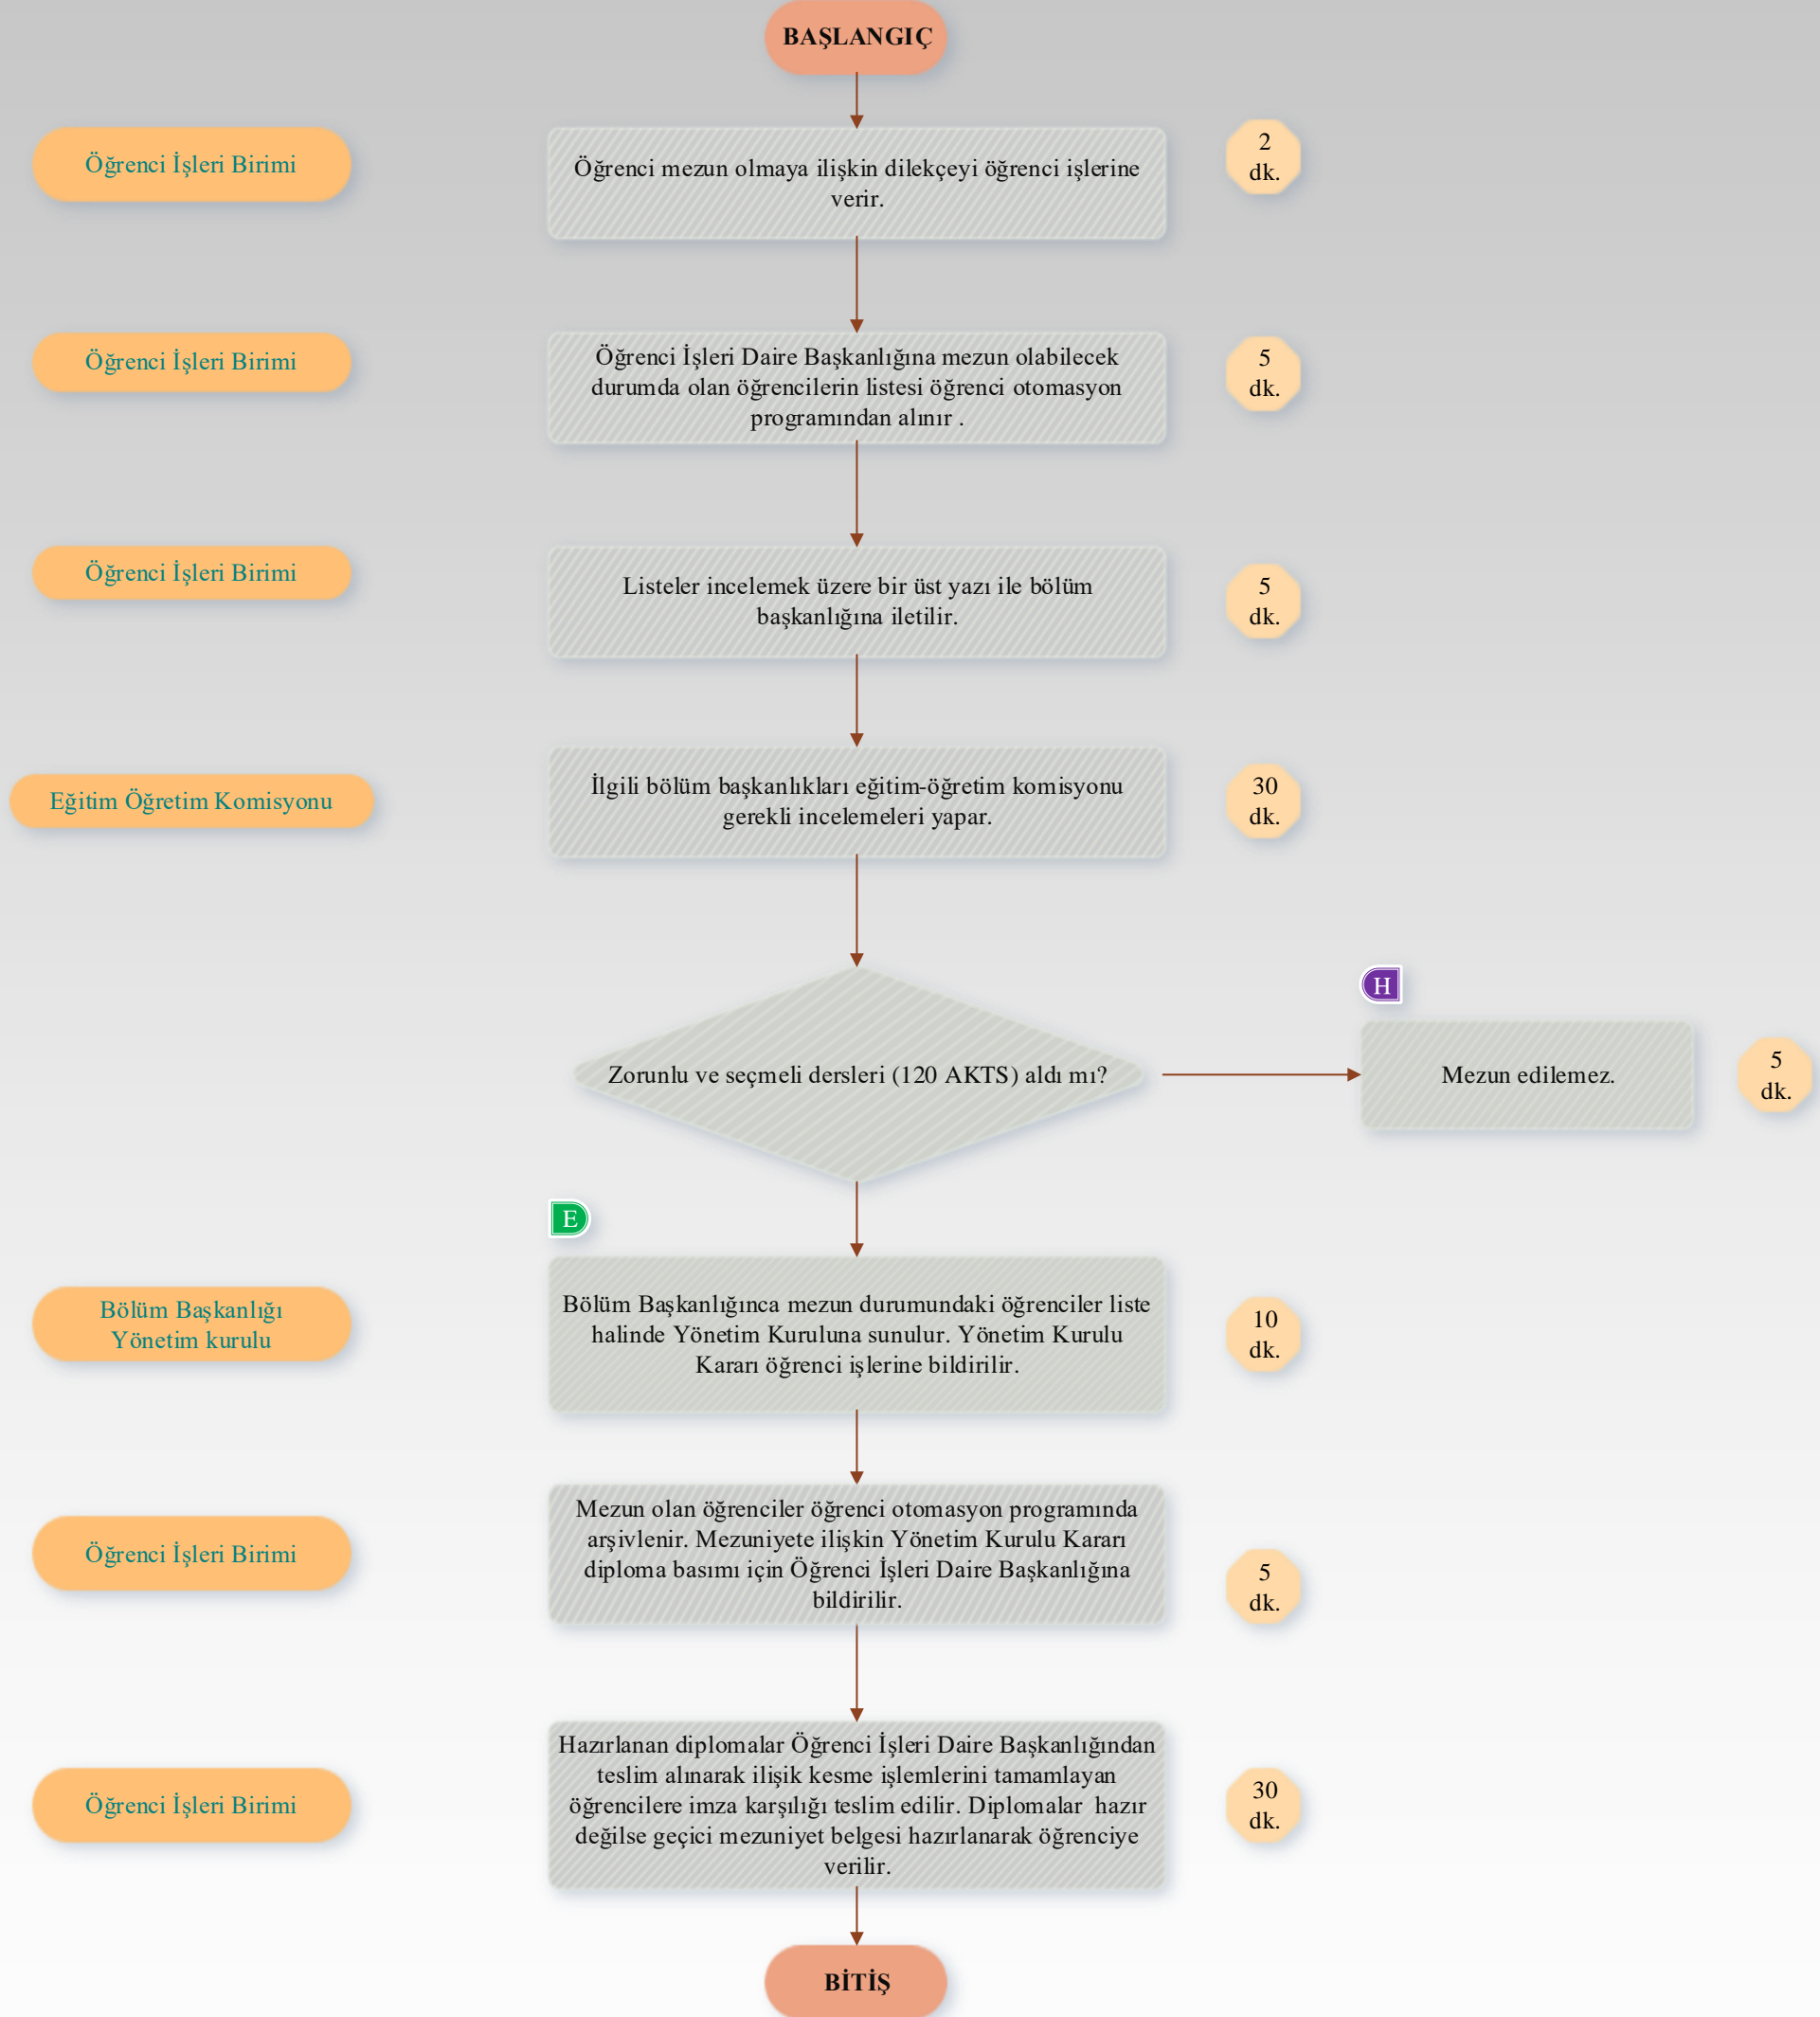 BAŞLANGIÇ
Öğrenci İşleri Birimi
Öğrenci mezun olmaya ilişkin dilekçeyi öğrenci işlerine
verir.
2
dk.
Öğrenci İşleri Birimi
Öğrenci İşleri Daire Başkanlığına mezun olabilecek
durumda olan öğrencilerin listesi öğrenci otomasyon
programından alınır .
5
dk.
Öğrenci İşleri Birimi
Listeler incelemek üzere bir üst yazı ile bölüm
başkanlığına iletilir.
5
dk.
Eğitim Öğretim Komisyonu
İlgili bölüm başkanlıkları eğitim-öğretim komisyonu
gerekli incelemeleri yapar.
30
dk.
Zorunlu ve seçmeli dersleri (120 AKTS) aldı mı?
H
Mezun edilemez.
5
dk.
E
Bölüm Başkanlığı
Yönetim kurulu
Bölüm Başkanlığınca mezun durumundaki öğrenciler liste
halinde Yönetim Kuruluna sunulur. Yönetim Kurulu
Kararı öğrenci işlerine bildirilir.
10
dk.
Öğrenci İşleri Birimi
Mezun olan öğrenciler öğrenci otomasyon programında
arşivlenir. Mezuniyete ilişkin Yönetim Kurulu Kararı
diploma basımı için Öğrenci İşleri Daire Başkanlığına
bildirilir.
5
dk.
Öğrenci İşleri Birimi
Hazırlanan diplomalar Öğrenci İşleri Daire Başkanlığından
teslim alınarak ilişik kesme işlemlerini tamamlayan
öğrencilere imza karşılığı teslim edilir. Diplomalar  hazır
değilse geçici mezuniyet belgesi hazırlanarak öğrenciye
verilir.
30
dk.
BİTİŞ